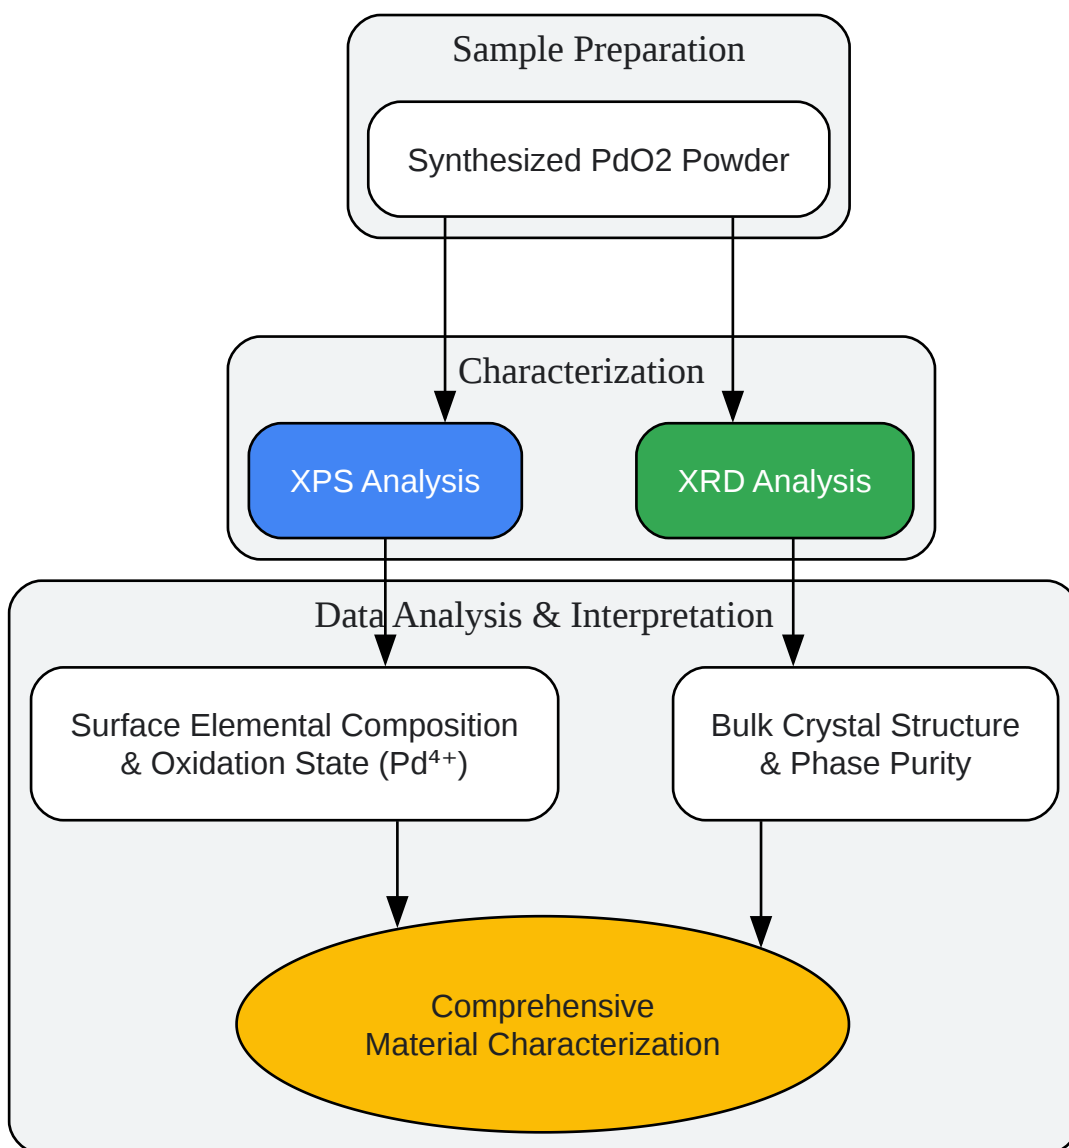 Sample Preparation
Synthesized PdO2 Powder
Characterization
XPS Analysis
XRD Analysis
Data Analysis & Interpretation
Surface Elemental Composition
& Oxidation State (Pd⁴⁺)
Bulk Crystal Structure
& Phase Purity
Comprehensive
Material Characterization